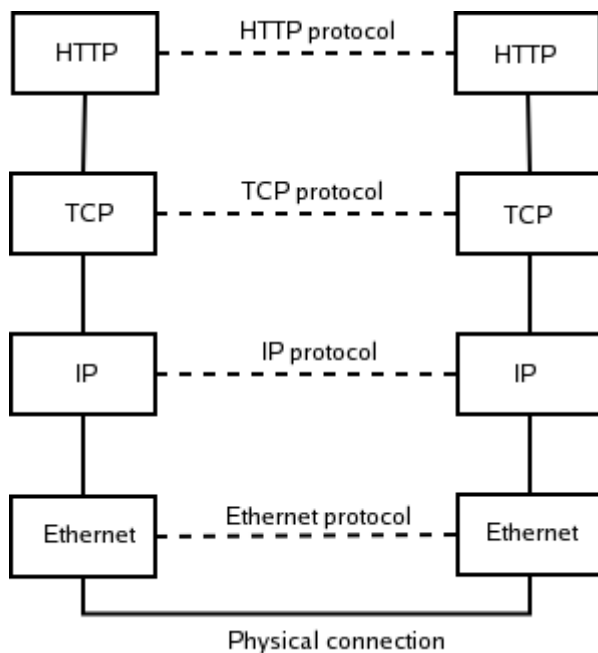 HTTP protocol
HTTP
HTTP
TCP protocol
TCP
TCP
IP protocol
IP
IP
Ethernet protocol
Ethernet
Ethernet
Physical connection